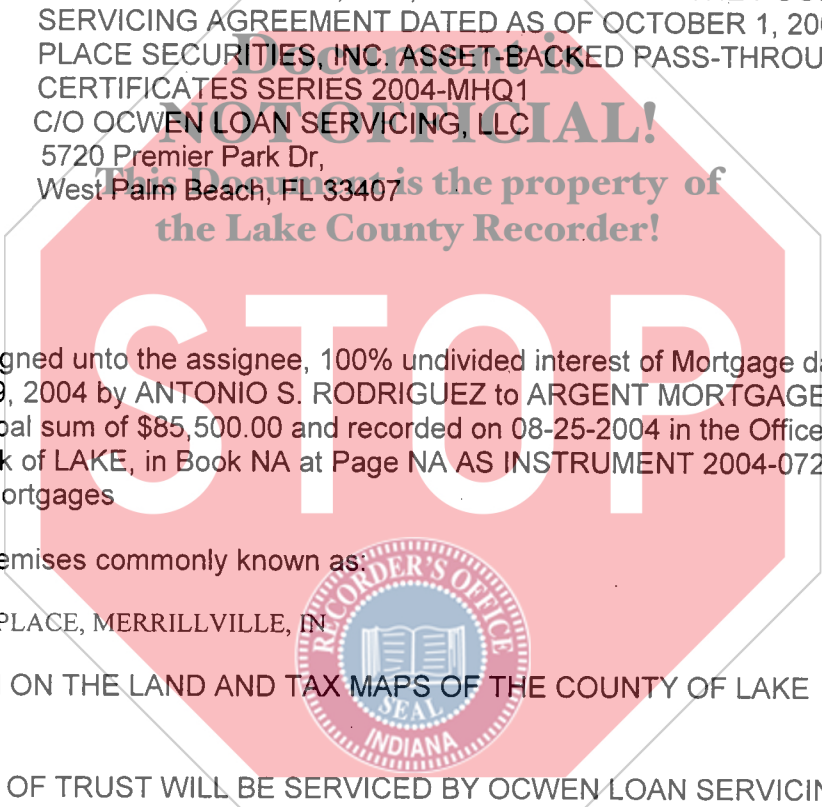 SERVICING AGREEMENT DATED AS OF OCTOBER 1,
PLACE SECURITIES, INC. ASSET-BACKED PASS-THROU
Document is
CERTIFICATES SERIES 2004-MHQ1
NOT OFFICIAL!
C/O OCWEN LOAN SERVICING, LLC
5720 Premier Park Dr,
West Palm Beach, FL 33407
This Document is the property of
the Lake County Recorder!
STOP
gned unto the assignee, 100% undivided interest of Mortgage da
9, 2004 by ANTONIO S. RODRIGUEZ to ARGENT MORTGAGE
pal sum of $85,500.00 and recorded on 08-25-2004 in the Office
k of LAKE, in Book NA at Page NA AS INSTRUMENT 2004-072
ortgages
emises commonly known as:
PLACE, MERRILLVILLE, IN
RECORDER'S OFFICE
SEAL
INDIANA
ON THE LAND AND TAX MAPS OF THE COUNTY OF LAKE
OF TRUST WILL BE SERVICED BY OCWEN LOAN SERVICIN